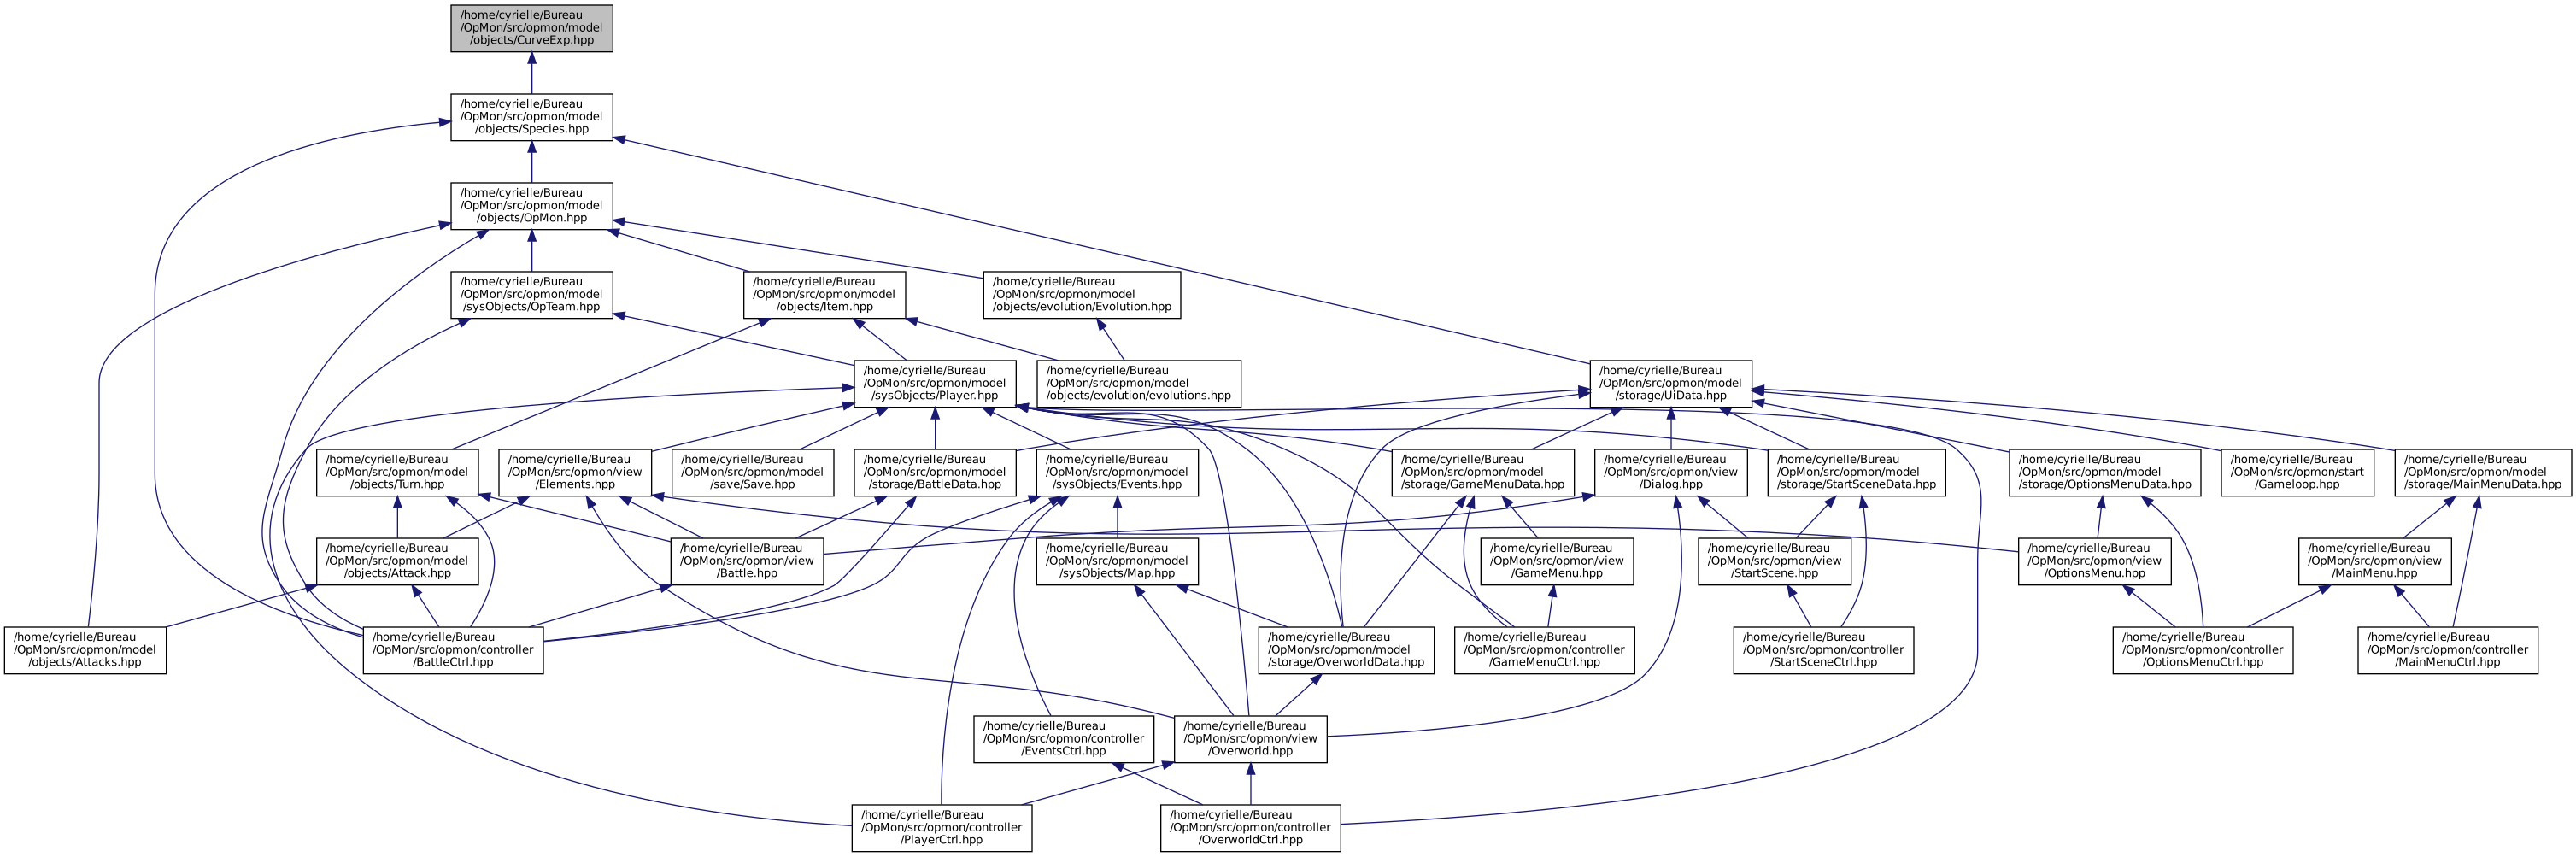 /home/cyrielle/Bureau
/OpMon/src/opmon/model
/objects/CurveExp.hpp
/home/cyrielle/Bureau
/OpMon/src/opmon/model
/objects/Species.hpp
/home/cyrielle/Bureau
/OpMon/src/opmon/model
/objects/OpMon.hpp
/home/cyrielle/Bureau
/OpMon/src/opmon/model
/sysObjects/OpTeam.hpp
/home/cyrielle/Bureau
/OpMon/src/opmon/model
/objects/Item.hpp
/home/cyrielle/Bureau
/OpMon/src/opmon/model
/objects/evolution/Evolution.hpp
/home/cyrielle/Bureau
/OpMon/src/opmon/model
/sysObjects/Player.hpp
/home/cyrielle/Bureau
/OpMon/src/opmon/model
/objects/evolution/evolutions.hpp
/home/cyrielle/Bureau
/OpMon/src/opmon/model
/storage/UiData.hpp
/home/cyrielle/Bureau
/OpMon/src/opmon/model
/objects/Turn.hpp
/home/cyrielle/Bureau
/OpMon/src/opmon/view
/Elements.hpp
/home/cyrielle/Bureau
/OpMon/src/opmon/model
/save/Save.hpp
/home/cyrielle/Bureau
/OpMon/src/opmon/model
/storage/BattleData.hpp
/home/cyrielle/Bureau
/OpMon/src/opmon/model
/sysObjects/Events.hpp
/home/cyrielle/Bureau
/OpMon/src/opmon/model
/storage/GameMenuData.hpp
/home/cyrielle/Bureau
/OpMon/src/opmon/view
/Dialog.hpp
/home/cyrielle/Bureau
/OpMon/src/opmon/model
/storage/StartSceneData.hpp
/home/cyrielle/Bureau
/OpMon/src/opmon/model
/storage/OptionsMenuData.hpp
/home/cyrielle/Bureau
/OpMon/src/opmon/start
/Gameloop.hpp
/home/cyrielle/Bureau
/OpMon/src/opmon/model
/storage/MainMenuData.hpp
/home/cyrielle/Bureau
/OpMon/src/opmon/model
/objects/Attack.hpp
/home/cyrielle/Bureau
/OpMon/src/opmon/view
/Battle.hpp
/home/cyrielle/Bureau
/OpMon/src/opmon/model
/sysObjects/Map.hpp
/home/cyrielle/Bureau
/OpMon/src/opmon/view
/GameMenu.hpp
/home/cyrielle/Bureau
/OpMon/src/opmon/view
/StartScene.hpp
/home/cyrielle/Bureau
/OpMon/src/opmon/view
/OptionsMenu.hpp
/home/cyrielle/Bureau
/OpMon/src/opmon/view
/MainMenu.hpp
/home/cyrielle/Bureau
/OpMon/src/opmon/model
/objects/Attacks.hpp
/home/cyrielle/Bureau
/OpMon/src/opmon/controller
/BattleCtrl.hpp
/home/cyrielle/Bureau
/OpMon/src/opmon/model
/storage/OverworldData.hpp
/home/cyrielle/Bureau
/OpMon/src/opmon/controller
/GameMenuCtrl.hpp
/home/cyrielle/Bureau
/OpMon/src/opmon/controller
/StartSceneCtrl.hpp
/home/cyrielle/Bureau
/OpMon/src/opmon/controller
/OptionsMenuCtrl.hpp
/home/cyrielle/Bureau
/OpMon/src/opmon/controller
/MainMenuCtrl.hpp
/home/cyrielle/Bureau
/OpMon/src/opmon/controller
/EventsCtrl.hpp
/home/cyrielle/Bureau
/OpMon/src/opmon/view
/Overworld.hpp
/home/cyrielle/Bureau
/OpMon/src/opmon/controller
/PlayerCtrl.hpp
/home/cyrielle/Bureau
/OpMon/src/opmon/controller
/OverworldCtrl.hpp